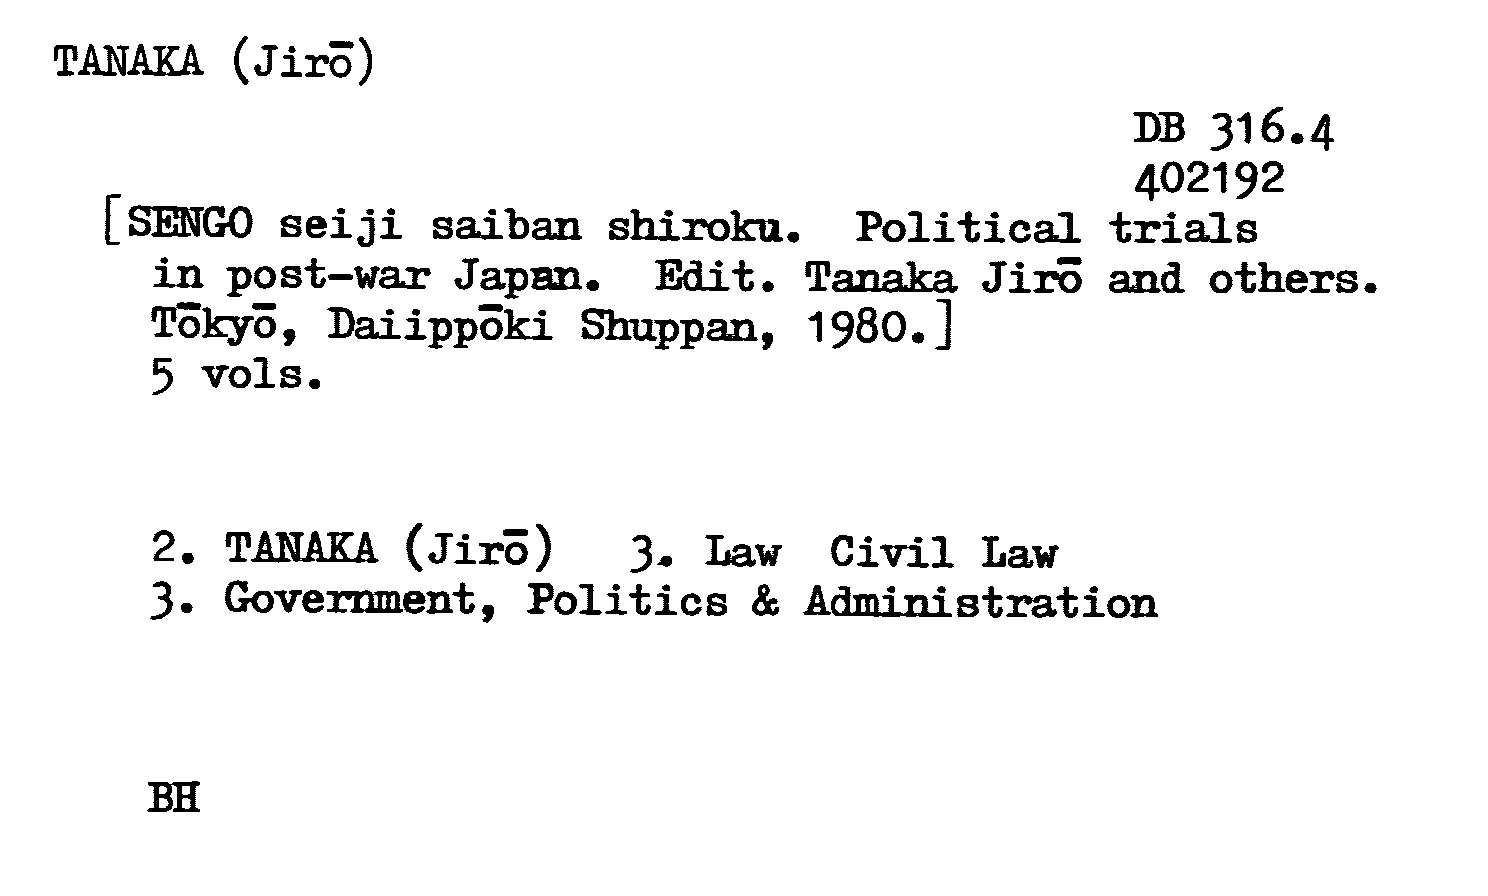 TANAKA (Jirō)
DB 316.4
402192
[SENGO seiji saiban shiroku. Political trials
in post-war Japan. Edit. Tanaka Jirō and others.
Tōkyō, Daiippōki Shuppan, 1980.]
5 vols.
2. TANAKA (Jirō) 3. Law Civil Law
3. Government, Politics & Administration
BH